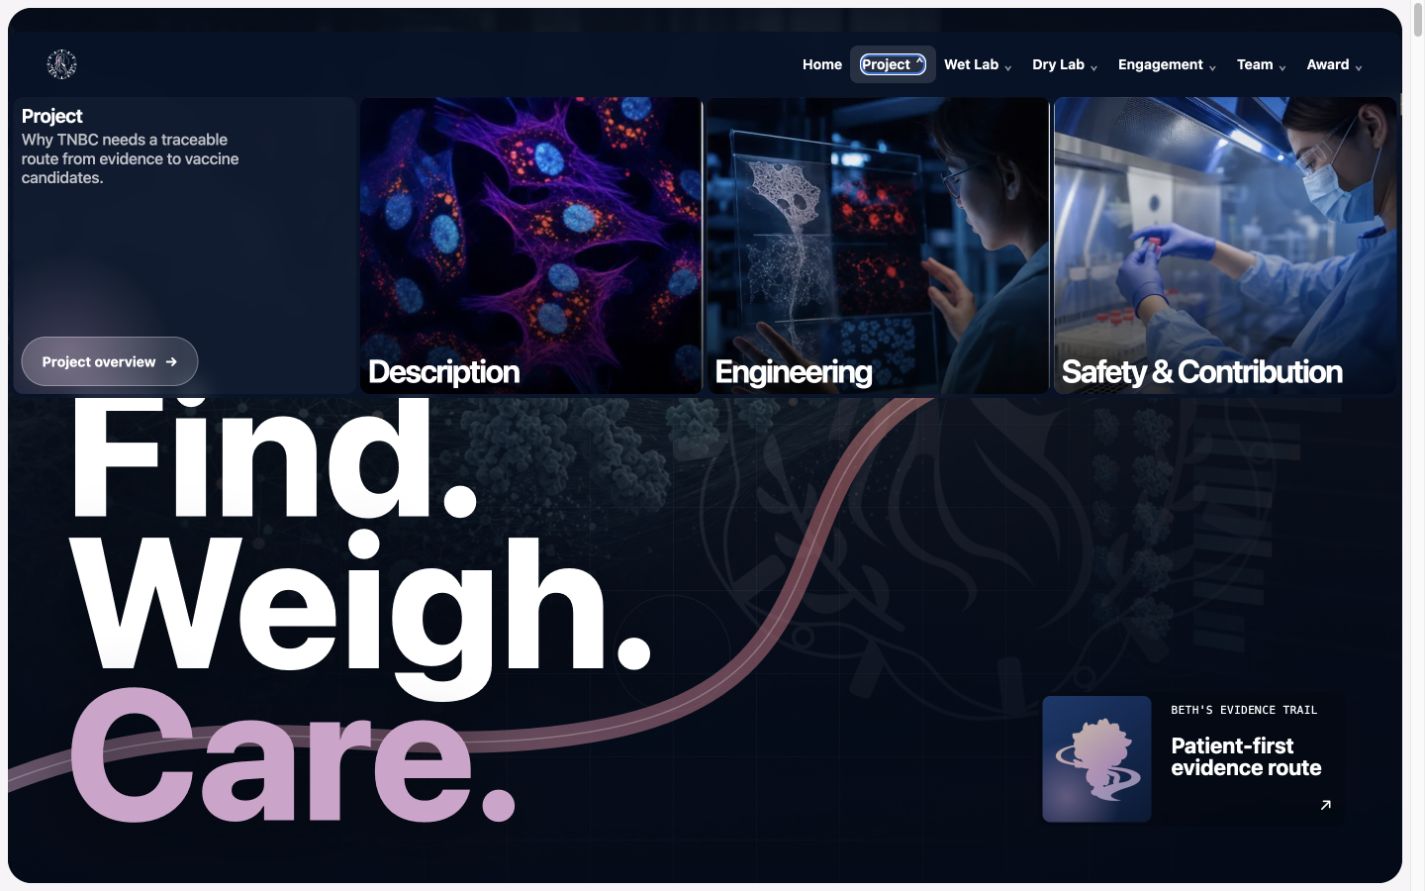 Home Project Wet Lab Dry Lab Engagement Team Award
Project
Why TNBC needs a traceable
route from evidence to vaccine
candidates.
Project overview →
Description
Engineering
Safety & Contribution
Find.
Weigh.
Care.
BETH'S EVIDENCE TRAIL
Patient-first
evidence route